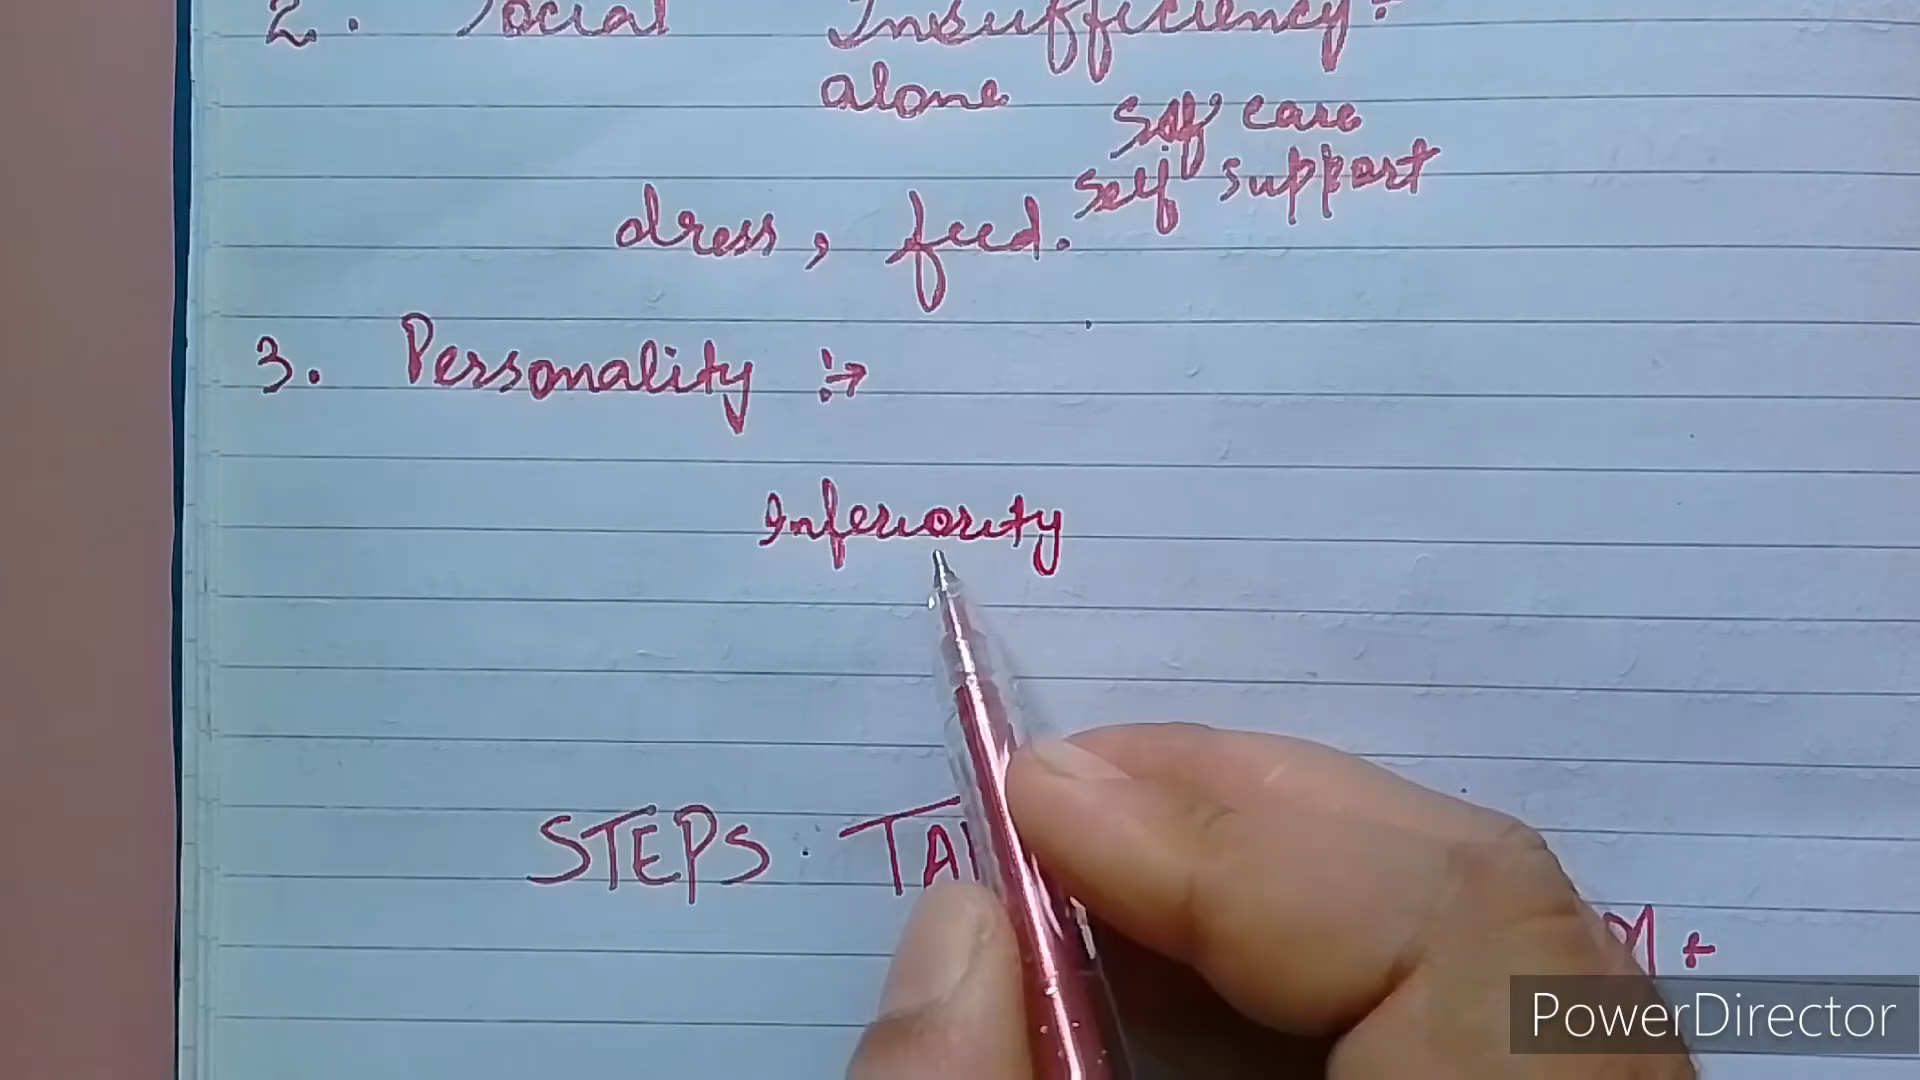 2. Social Insufficiency:
alone
Self care
Self support
dress, feed.
3. Personality :→
Inferiority
STEPS TA
PowerDirector